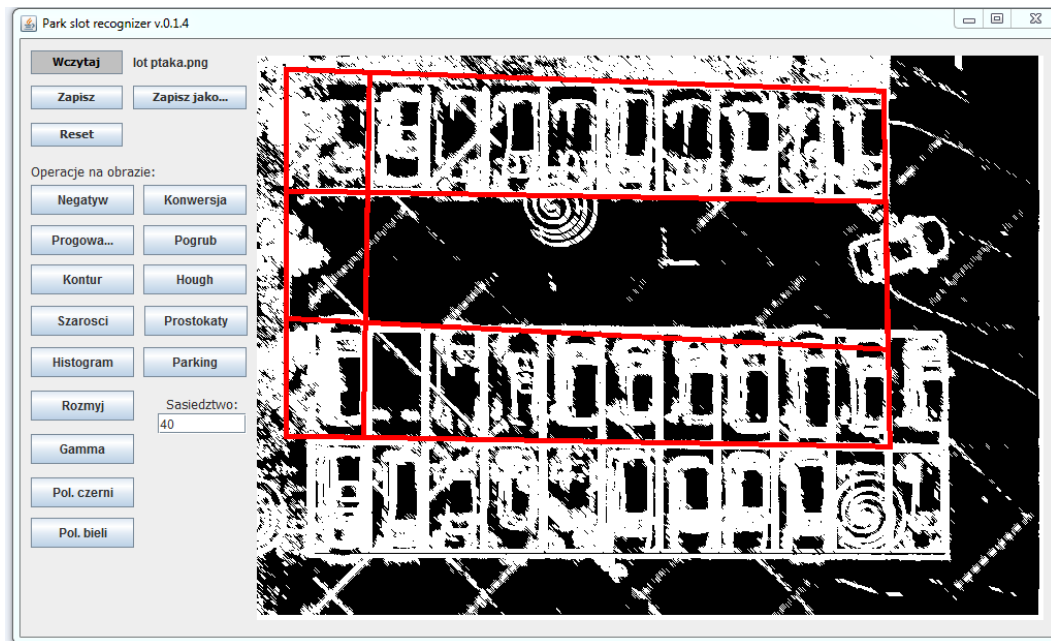 Park slot recognizer v.0.1.4
Wczytaj lot ptaka.png
Zapisz Zapisz jako...
Reset
Operacje na obrazie:
Negatyw Konwersja
Progowa... Pogrub
Kontur Hough
Szarosci Prostokaty
Histogram Parking
Rozmyj Sasiedztwo:
40
Gamma
Pol. czerni
Pol. bieli